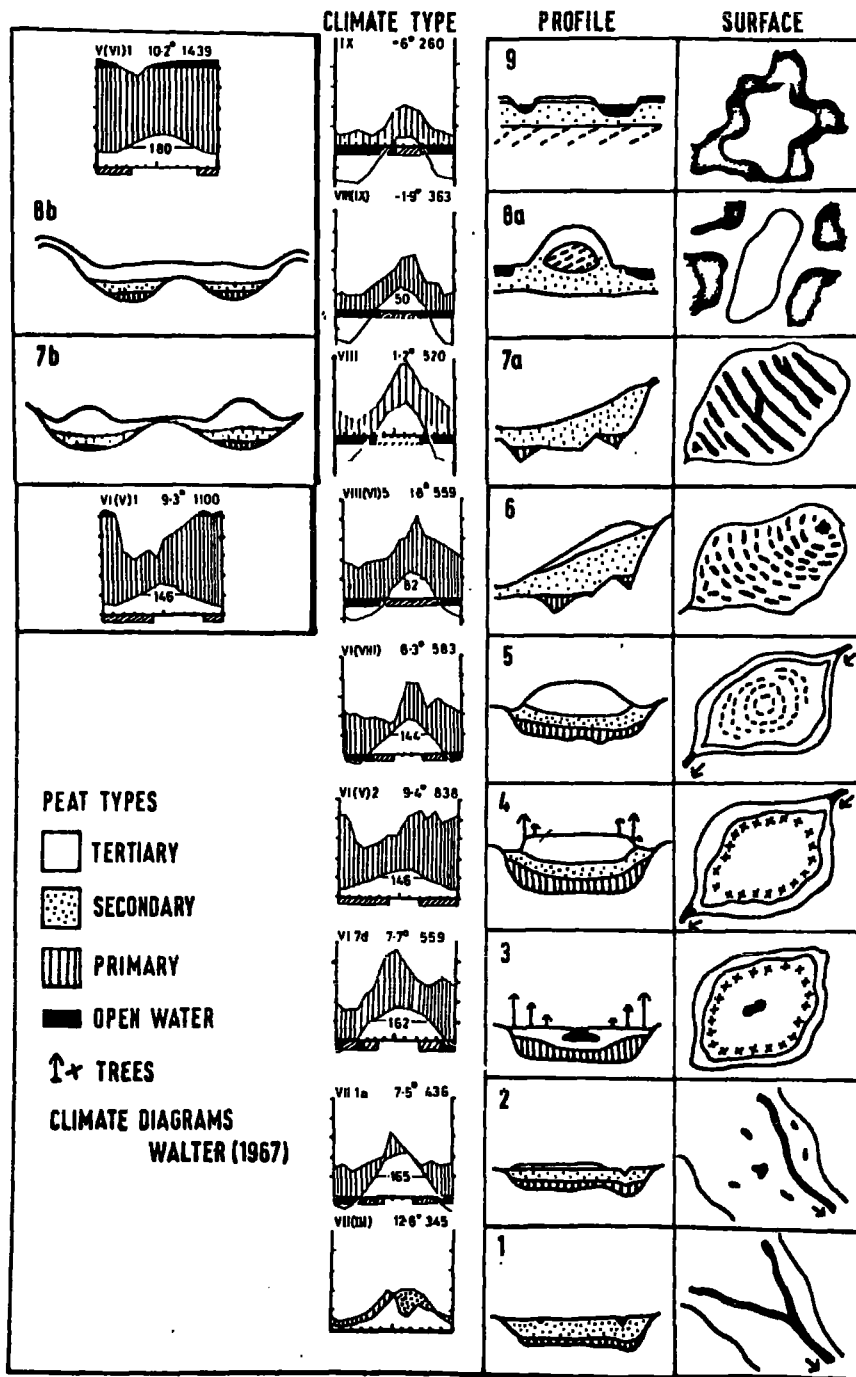 CLIMATE TYPE PROFILE SURFACE
V(VI)1 10·2° 1439
180
8b
7b
VI(V)1 9·3° 1100
146
IX -6° 260
9
VIII(IX) -1·9° 363
50
8a
VIII 1·2° 520
7a
VIII(VI)5 1·8° 559
82
6
VI(VIII) 6·3° 583
144
5
VI(V)2 9·4° 838
146
4
VI 7d 7·7° 559
162
3
VII 1a 7·5° 436
165
2
12·6° 345
1
PEAT TYPES
TERTIARY
SECONDARY
PRIMARY
OPEN WATER
TREES
CLIMATE DIAGRAMS
WALTER (1967)